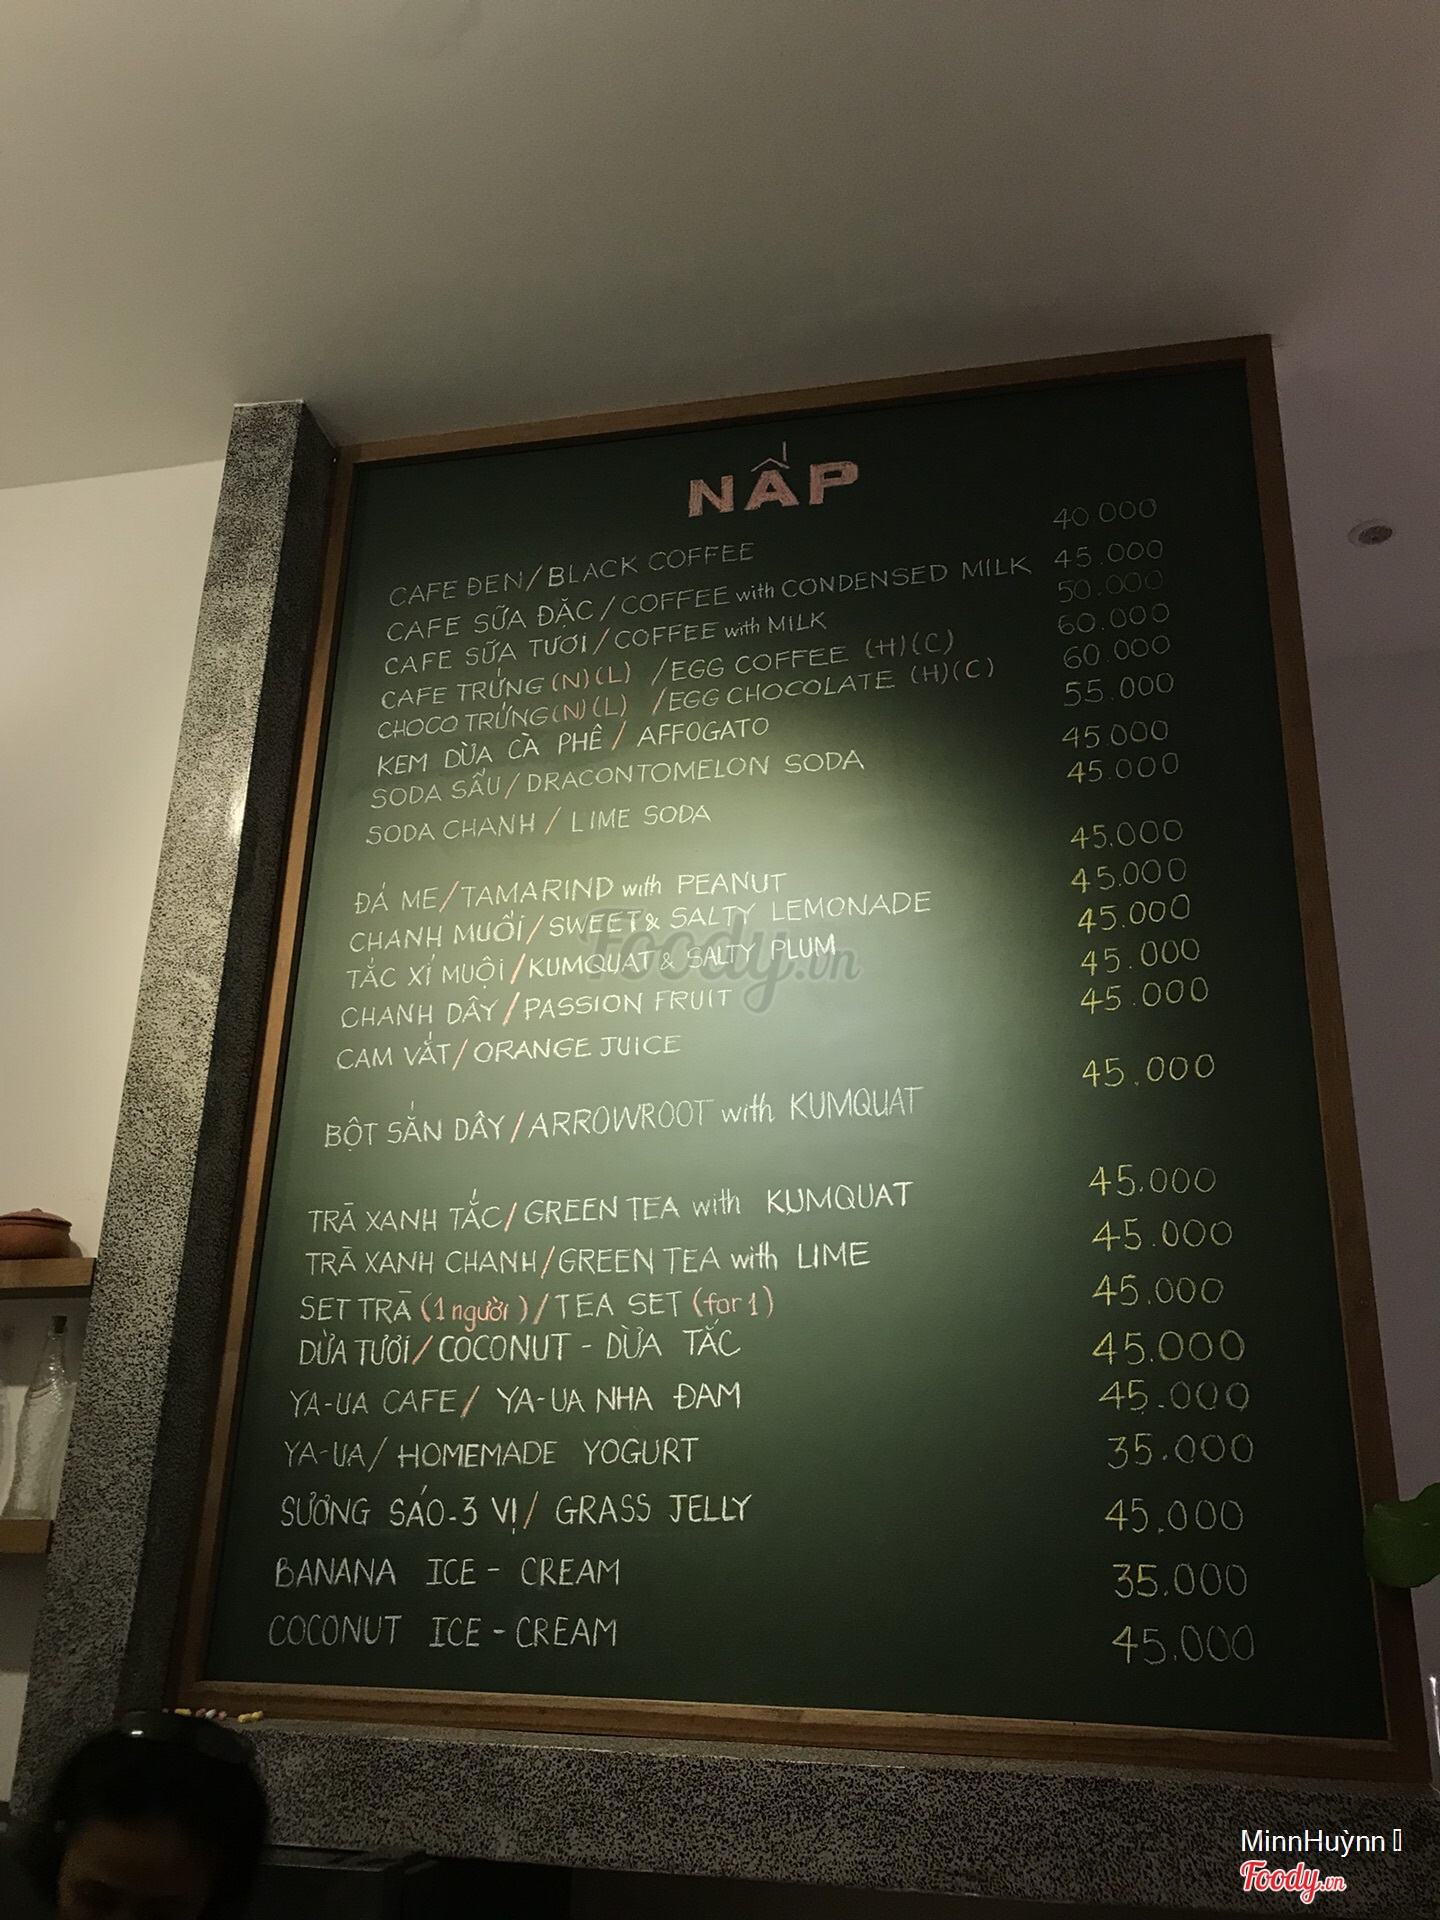 NẤP
CAFE ĐEN/BLACK COFFEE 40.000
CAFE SỮA ĐẶC/COFFEE with CONDENSED MILK 45.000
CAFE SỮA TƯƠI/COFFEE with MILK 50.000
CAFE TRỨNG (N)(L) /EGG COFFEE (H)(C) 60.000
CHOCO TRỨNG(N)(L) /EGG CHOCOLATE (H)(C) 60.000
KEM DỪA CÀ PHÊ/ AFFOGATO 55.000
SODA SẤU/DRACONTOMELON SODA 45.000
SODA CHANH / LIME SODA 45.000
ĐÁ ME/TAMARIND with PEANUT 45.000
CHANH MUỐI/SWEET & SALTY LEMONADE 45.000
TẮC XÍ MUỘI/KUMQUAT & SALTY PLUM 45.000
CHANH DÂY/PASSION FRUIT 45.000
CAM VẮT/ORANGE JUICE 45.000
BỘT SẮN DÂY/ARROWROOT with KUMQUAT 45.000
TRÀ XANH TẮC/GREEN TEA with KUMQUAT 45.000
TRÀ XANH CHANH/GREEN TEA with LIME 45.000
SET TRÀ (1 người)/TEA SET (for 1) 45.000
DỪA TƯƠI/COCONUT - DỪA TẮC 45.000
YA-UA CAFE/ YA-UA NHA ĐAM 45.000
YA-UA/ HOMEMADE YOGURT 35.000
SƯƠNG SÁO-3 VỊ/ GRASS JELLY 45.000
BANANA ICE - CREAM 35.000
COCONUT ICE - CREAM 45.000
Foody.vn
MinnHuỳnn
Foody.vn